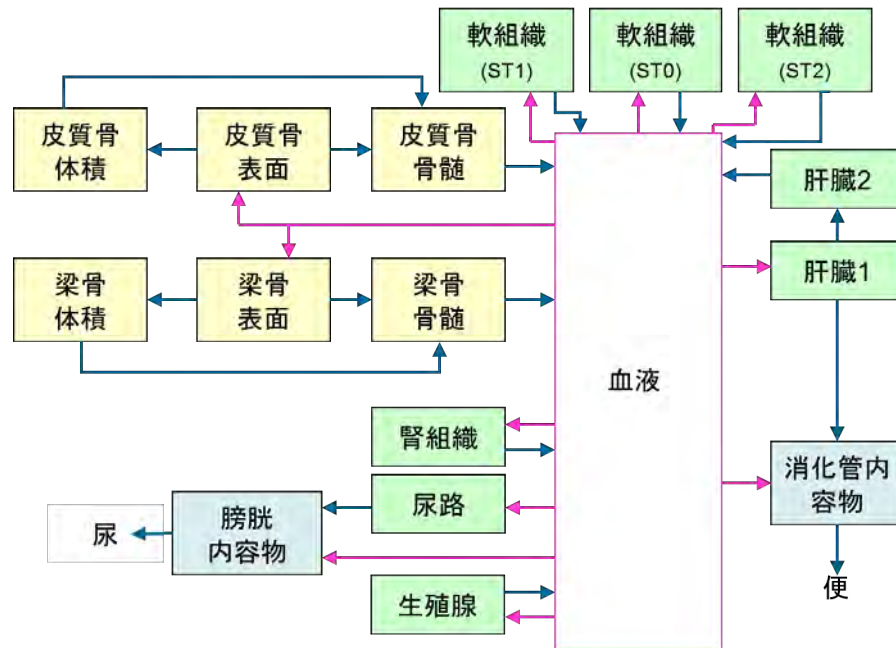 軟組織
(ST1)
軟組織
(ST0)
軟組織
(ST2)
皮質骨
体積
皮質骨
表面
皮質骨
骨髄
肝臓2
肝臓1
梁骨
体積
梁骨
表面
梁骨
骨髄
血液
腎組織
尿路
消化管内
容物
尿
膀胱
内容物
生殖腺
便